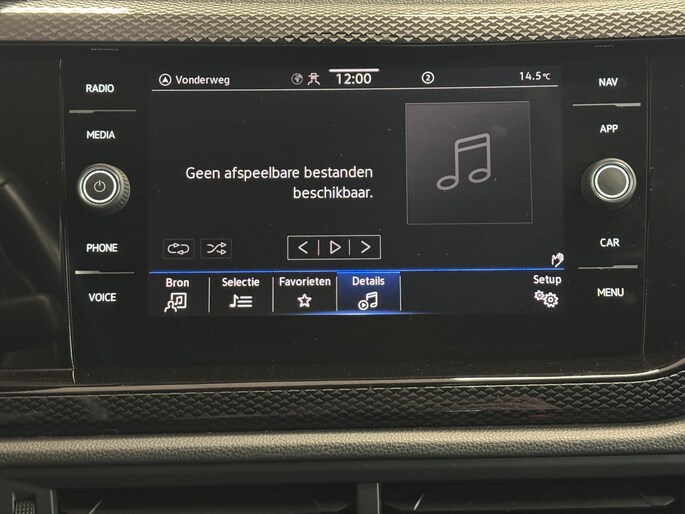 RADIO
MEDIA
PHONE
VOICE
Vonderweg
12:00
2
14.5°C
Geen afspeelbare bestanden
beschikbaar.
Bron
Selectie
Favorieten
Details
Setup
NAV
APP
CAR
MENU